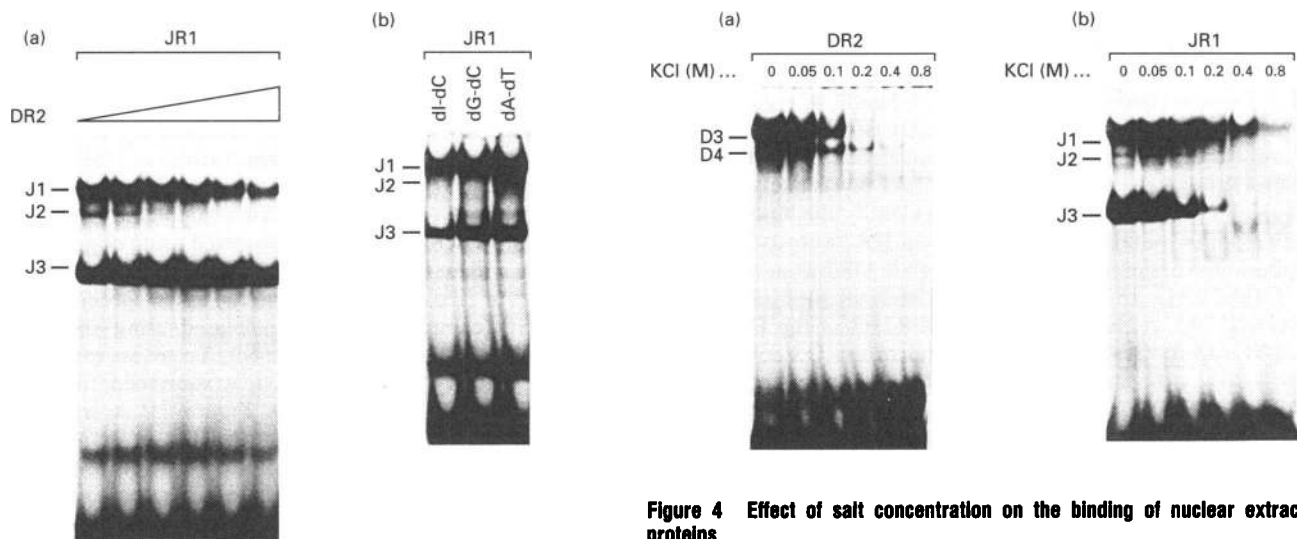 (a)
JR1
DR2
J1
J2
J3
(b)
JR1
dI-dC
dG-dC
dA-dT
J1
J2
J3
(a)
DR2
KCl (M) ... 0 0.05 0.1 0.2 0.4 0.8
D3
D4
(b)
JR1
KCl (M) ... 0 0.05 0.1 0.2 0.4 0.8
J1
J2
J3
Figure 4 Effect of salt concentration on the binding of nuclear extrac
proteins